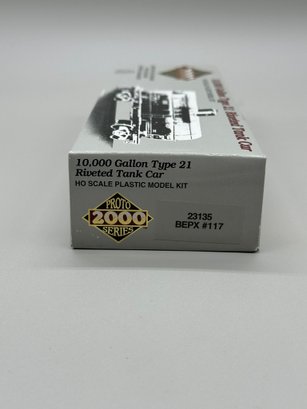 2000
10,000 Gallon Type 21
Riveted Tank Car
HO SCALE PLASTIC MODEL KIT
PROTO
2000
SERIES
23135
BEPX #117